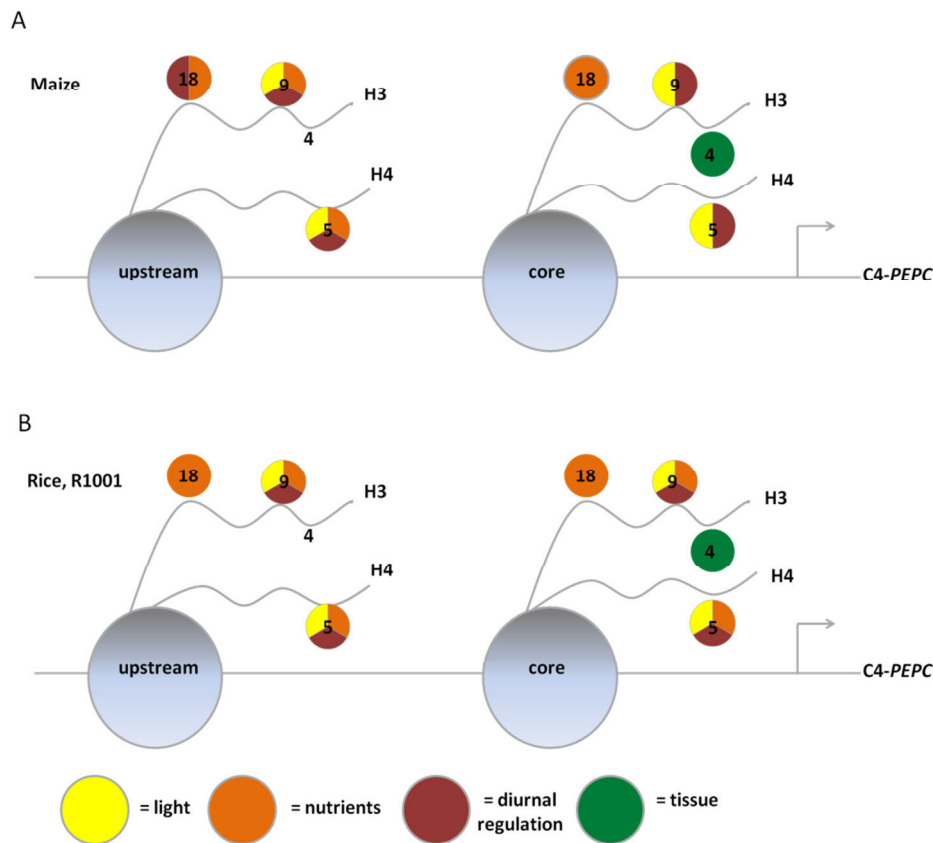 A
Maize
18
9
H3
4
H4
5
upstream
18
9
H3
4
H4
5
core
C4-PEPC
B
Rice, R1001
18
9
H3
4
H4
5
upstream
18
9
H3
4
H4
5
core
C4-PEPC
= light
= nutrients
= diurnal
regulation
= tissue